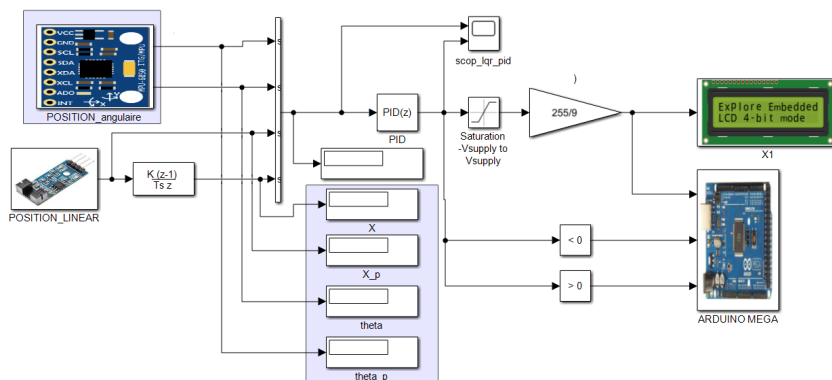 VCC
GND
SCL
SDA
XDA
XCL
ADO
INT
POSITION_angulaire
POSITION_LINEAR
K (z-1)
Ts z
PID(z)
PID
scop_lqr_pid
Saturation
-Vsupply to
Vsupply
)
255/9
ExPlore Embedded
LCD 4-bit mode
X1
X
X_p
theta
theta_p
< 0
> 0
ARDUINO MEGA